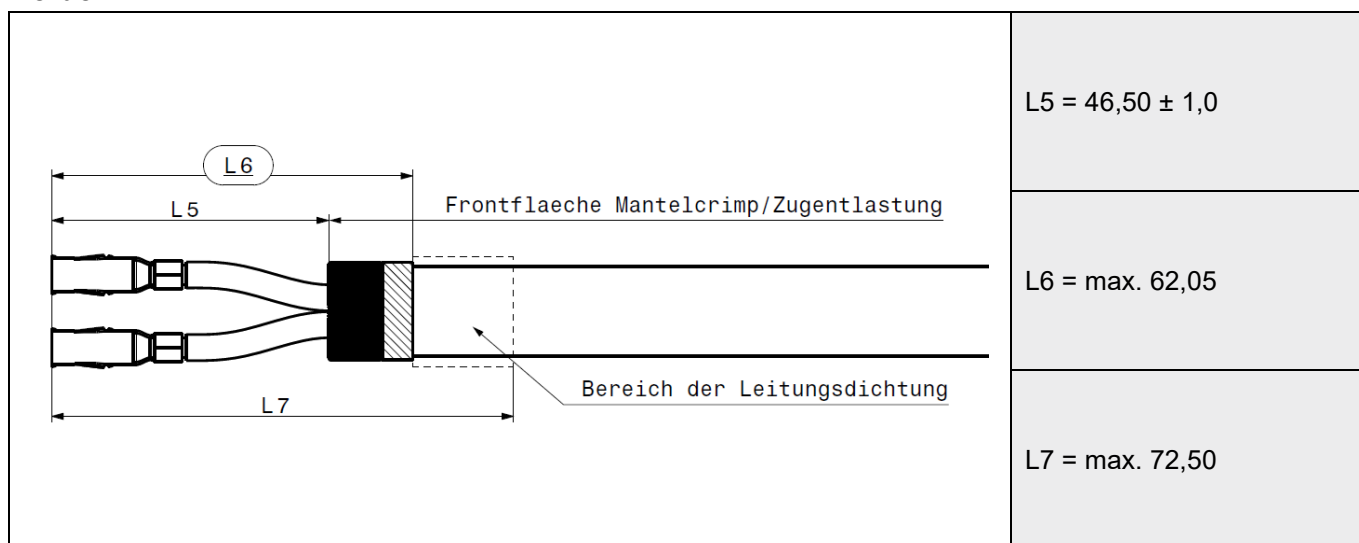 L6
L5
Frontflaeche Mantelcrimp/Zugentlastung
L7
Bereich der Leitungsdichtung
L5 = 46,50 ± 1,0
L6 = max. 62,05
L7 = max. 72,50